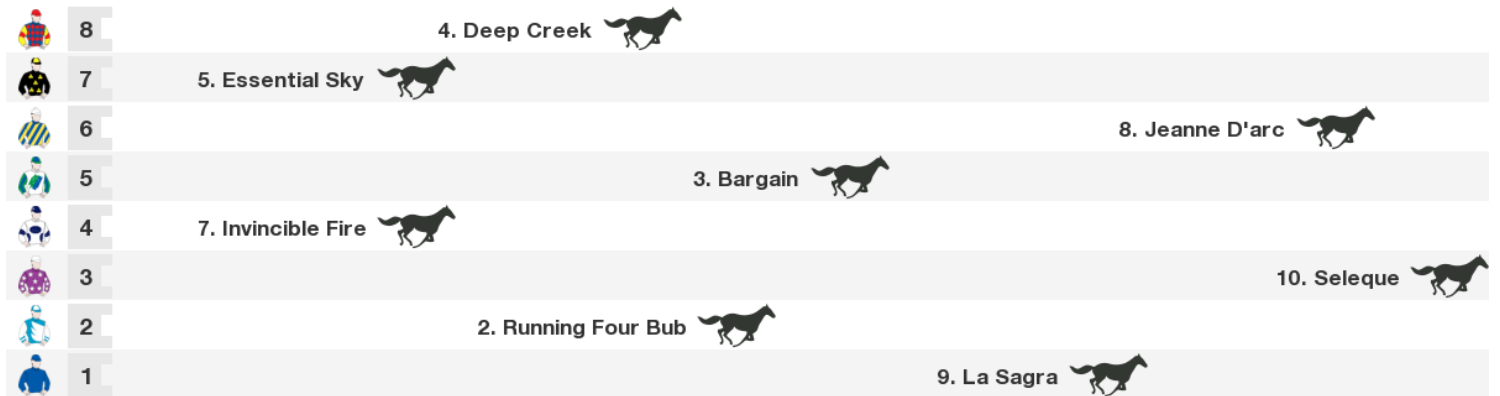 8 4. Deep Creek
7 5. Essential Sky
6 8. Jeanne D'arc
5 3. Bargain
4 7. Invincible Fire
3 10. Seleque
2 2. Running Four Bub
1 9. La Sagra